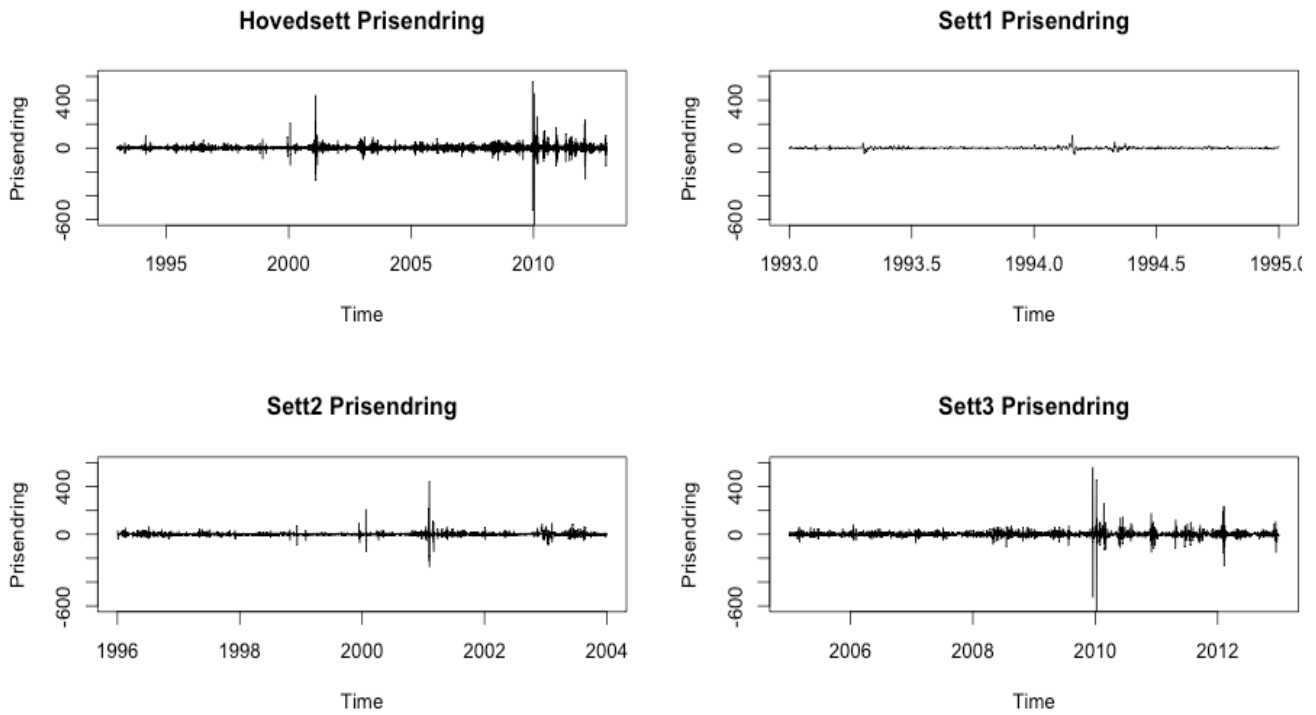 Hovedsett Prisendring
Prisendring
400
0
-600
1995 2000 2005 2010
Time
Sett1 Prisendring
Prisendring
400
0
-600
1993.0 1993.5 1994.0 1994.5 1995.0
Time
Sett2 Prisendring
Prisendring
400
0
-600
1996 1998 2000 2002 2004
Time
Sett3 Prisendring
Prisendring
400
0
-600
2006 2008 2010 2012
Time